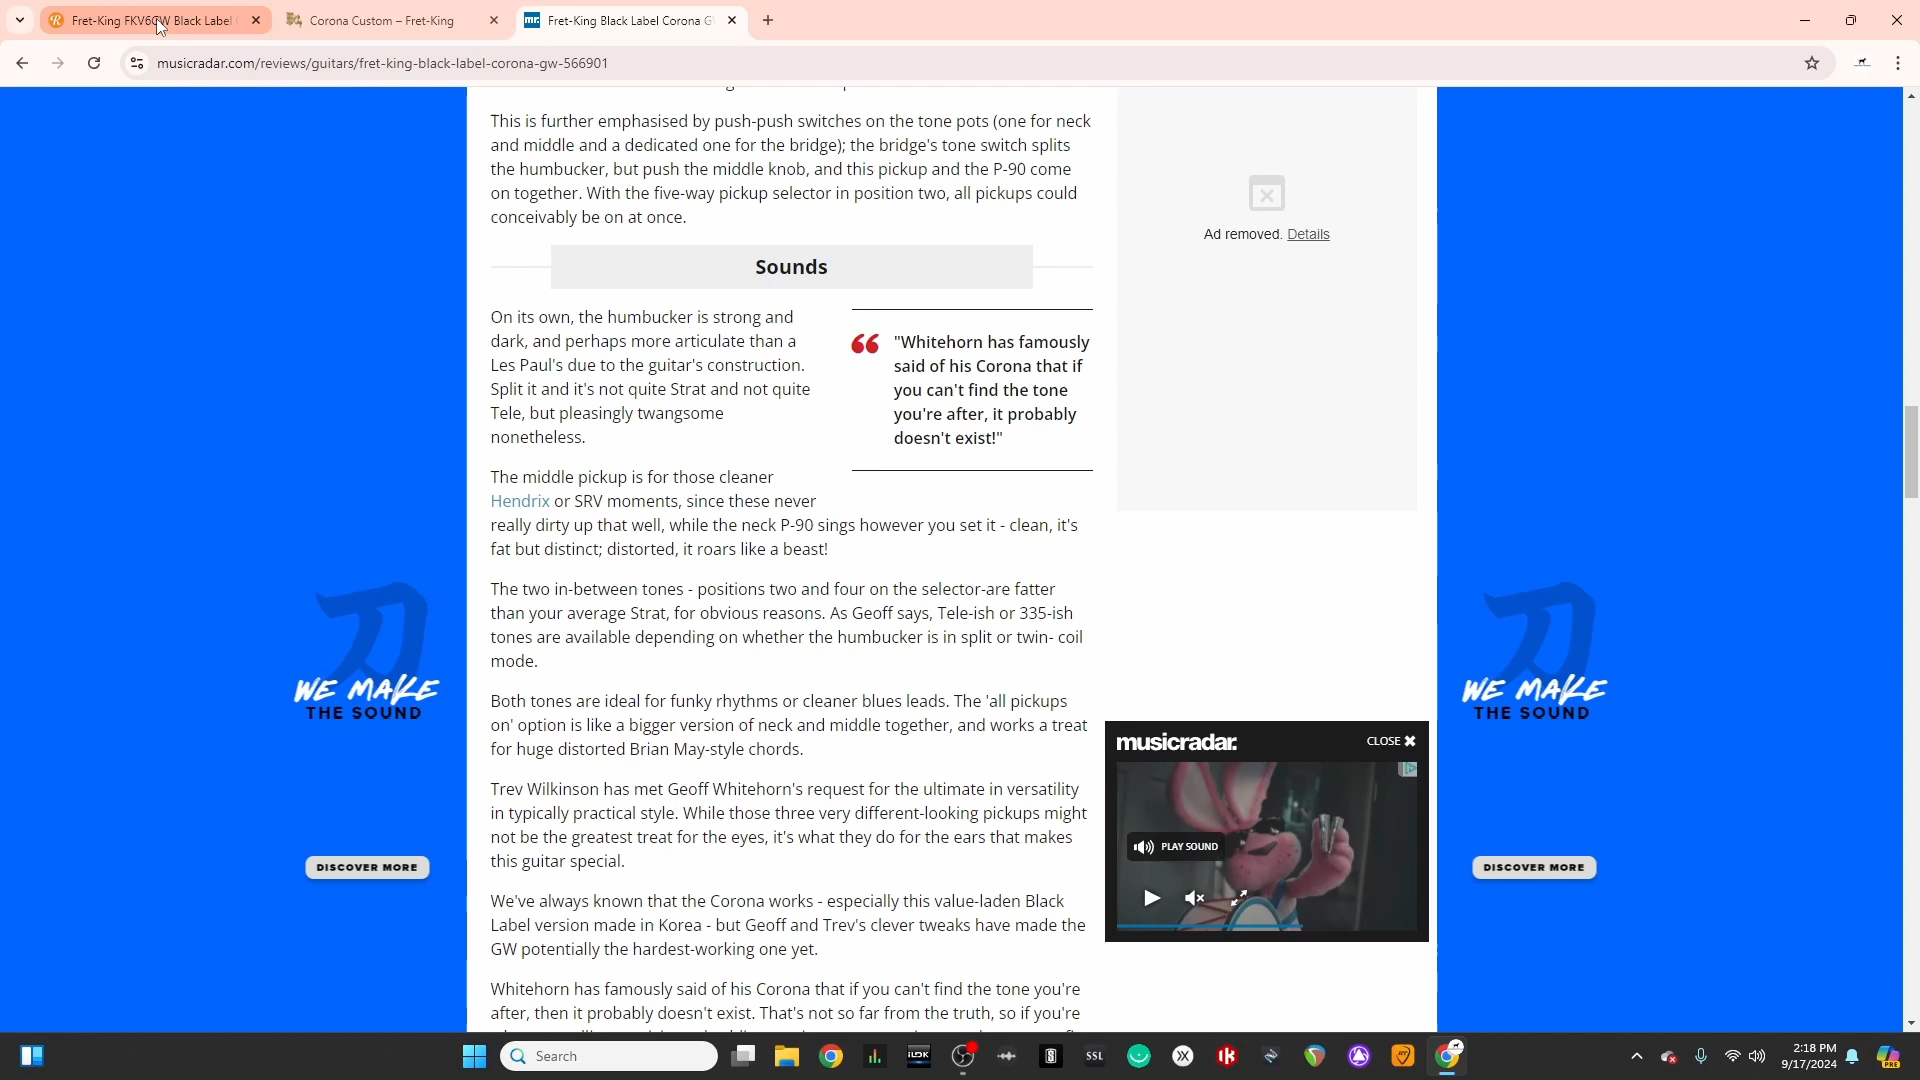 Fret-King FKV6GW Black Label
Corona Custom – Fret-King
mr.
Fret-King Black Label Corona G
musicradar.com/reviews/guitars/fret-king-black-label-corona-gw-566901
This is further emphasised by push-push switches on the tone pots (one for neck
and middle and a dedicated one for the bridge); the bridge's tone switch splits
the humbucker, but push the middle knob, and this pickup and the P-90 come
on together. With the five-way pickup selector in position two, all pickups could
conceivably be on at once.
Ad removed. Details
Sounds
On its own, the humbucker is strong and
dark, and perhaps more articulate than a
Les Paul's due to the guitar's construction.
Split it and it's not quite Strat and not quite
Tele, but pleasingly twangsome
nonetheless.
"Whitehorn has famously
said of his Corona that if
you can't find the tone
you're after, it probably
doesn't exist!"
The middle pickup is for those cleaner
Hendrix or SRV moments, since these never
really dirty up that well, while the neck P-90 sings however you set it - clean, it's
fat but distinct; distorted, it roars like a beast!
The two in-between tones - positions two and four on the selector-are fatter
than your average Strat, for obvious reasons. As Geoff says, Tele-ish or 335-ish
tones are available depending on whether the humbucker is in split or twin- coil
mode.
Both tones are ideal for funky rhythms or cleaner blues leads. The 'all pickups
on' option is like a bigger version of neck and middle together, and works a treat
for huge distorted Brian May-style chords.
Trev Wilkinson has met Geoff Whitehorn's request for the ultimate in versatility
in typically practical style. While those three very different-looking pickups might
not be the greatest treat for the eyes, it's what they do for the ears that makes
this guitar special.
We've always known that the Corona works - especially this value-laden Black
Label version made in Korea - but Geoff and Trev's clever tweaks have made the
GW potentially the hardest-working one yet.
Whitehorn has famously said of his Corona that if you can't find the tone you're
after, then it probably doesn't exist. That's not so far from the truth, so if you're
刀
WE MAKE
THE SOUND
DISCOVER MORE
musicradar.
CLOSE
PLAY SOUND
刀
WE MAKE
THE SOUND
DISCOVER MORE
Search
SSL
2:18 PM
9/17/2024
PRE